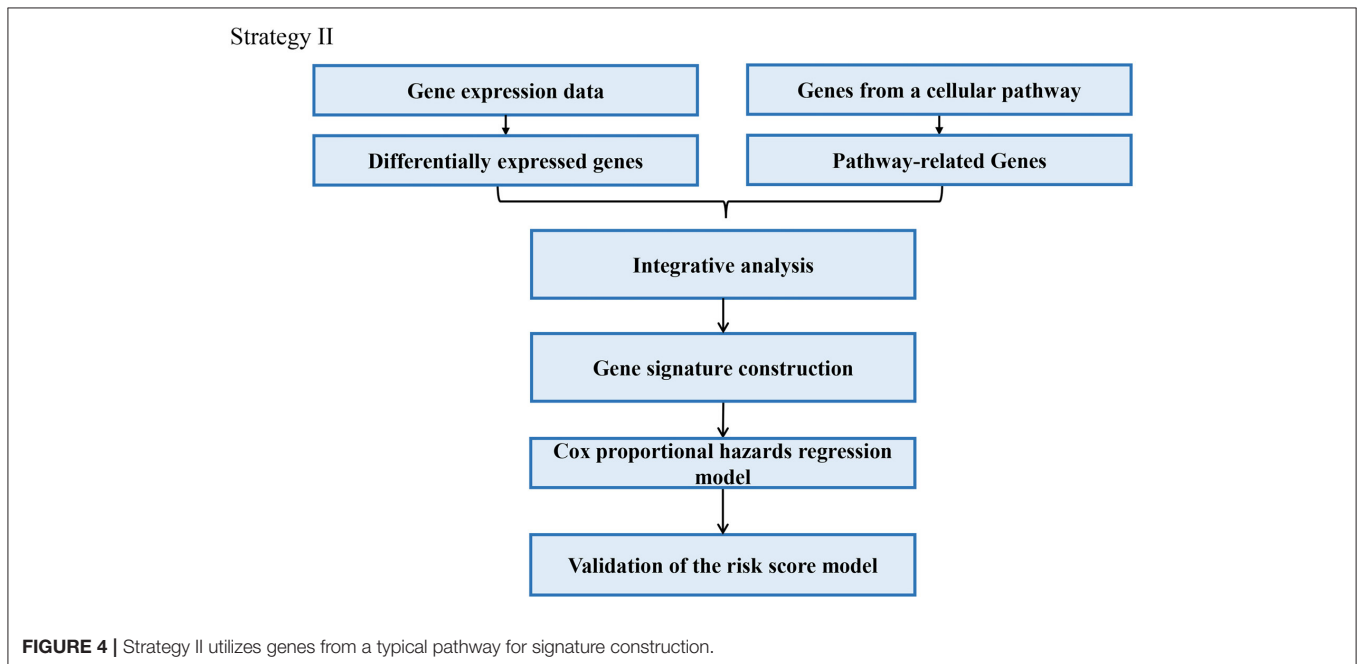 Strategy II
Gene expression data
Genes from a cellular pathway
Differentially expressed genes
Pathway-related Genes
Integrative analysis
Gene signature construction
Cox proportional hazards regression
model
Validation of the risk score model
FIGURE 4 | Strategy II utilizes genes from a typical pathway for signature construction.